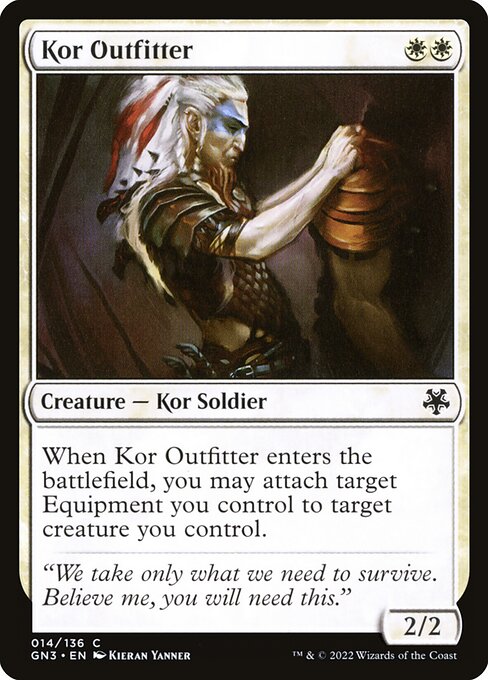 Kor Outfitter
Creature — Kor Soldier
When Kor Outfitter enters the
battlefield, you may attach target
Equipment you control to target
creature you control.
“We take only what we need to survive.
Believe me, you will need this.”
2/2
014/136 C
GN3 • EN Kieran Yanner
™ & © 2022 Wizards of the Coast